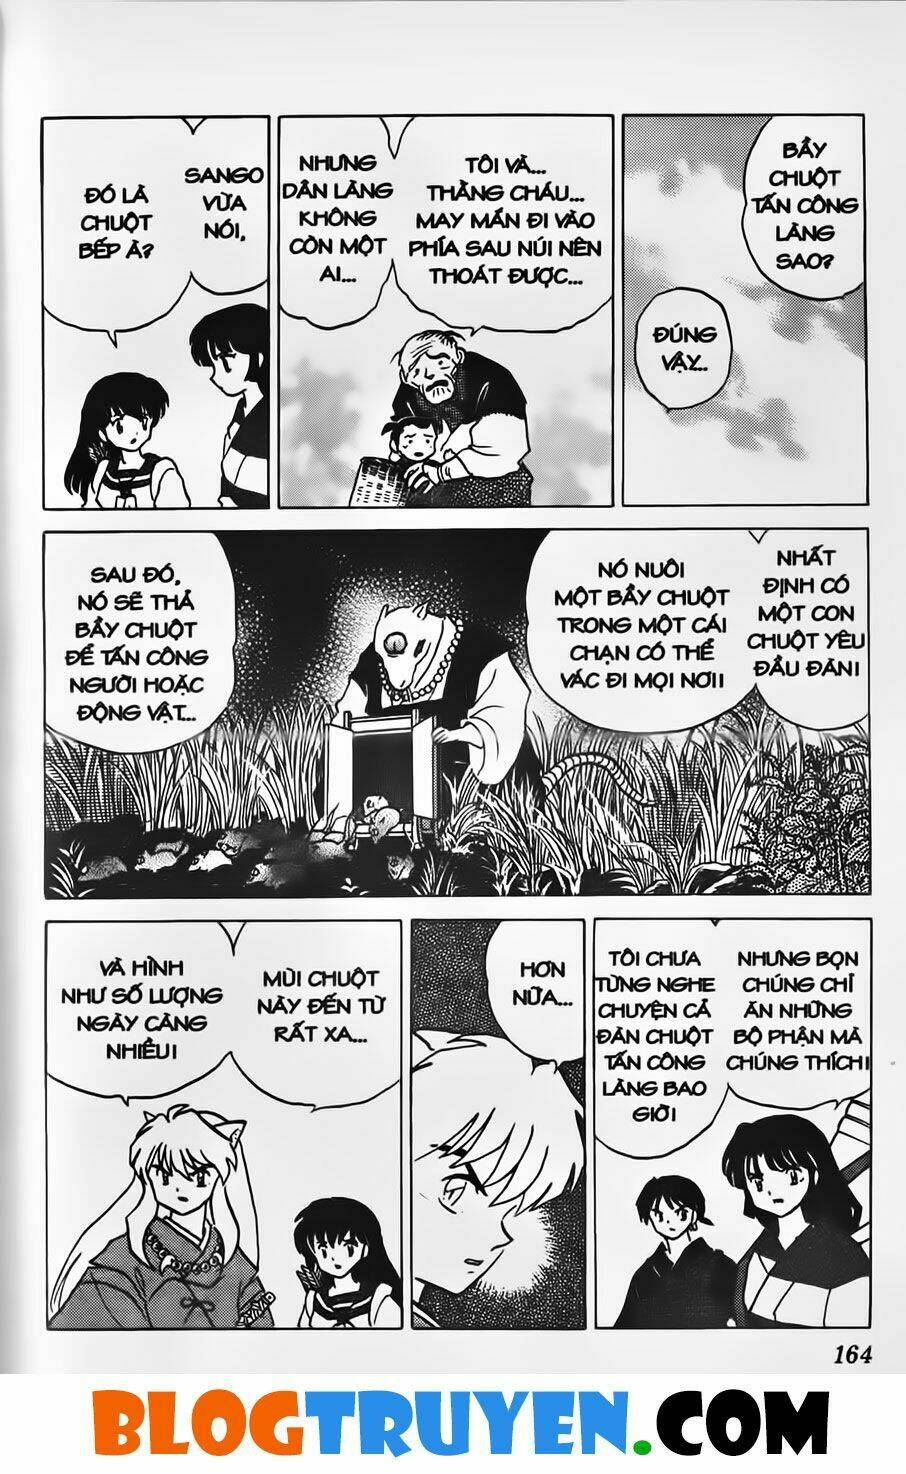 BẦY
CHUỘT
TẤN CÔNG
LÀNG
SAO?
ĐÚNG
VẬY...
TÔI VÀ...
THẰNG CHÁU...
MAY MẮN ĐI VÀO
PHÍA SAU NÚI NÊN
THOÁT ĐƯỢC...
NHƯNG
DÂN LÀNG
KHÔNG
CÒN MỘT
AI...
SANGO
VỪA
NÓI,
ĐÓ LÀ
CHUỘT
BẾP À?
NHẤT
ĐỊNH CÓ
MỘT CON
CHUỘT YÊU
ĐẦU ĐÀN!
NÓ NUÔI
MỘT BẦY CHUỘT
TRONG MỘT CÁI
CHẠN CÓ THỂ
VÁC ĐI MỌI NƠI!
SAU ĐÓ,
NÓ SẼ THẢ
BẦY CHUỘT
ĐỂ TẤN CÔNG
NGƯỜI HOẶC
ĐỘNG VẬT...
NHƯNG BỌN
CHÚNG CHỈ
ĂN NHỮNG
BỘ PHẬN MÀ
CHÚNG THÍCH!
TÔI CHƯA
TỪNG NGHE
CHUYỆN CẢ
ĐÀN CHUỘT
TẤN CÔNG
LÀNG BAO
GIỜ!
HƠN
NỮA...
MÙI CHUỘT
NÀY ĐẾN TỪ
RẤT XA...
VÀ HÌNH
NHƯ SỐ LƯỢNG
NGÀY CÀNG
NHIỀU!
164
BLOGTRUYEN.COM